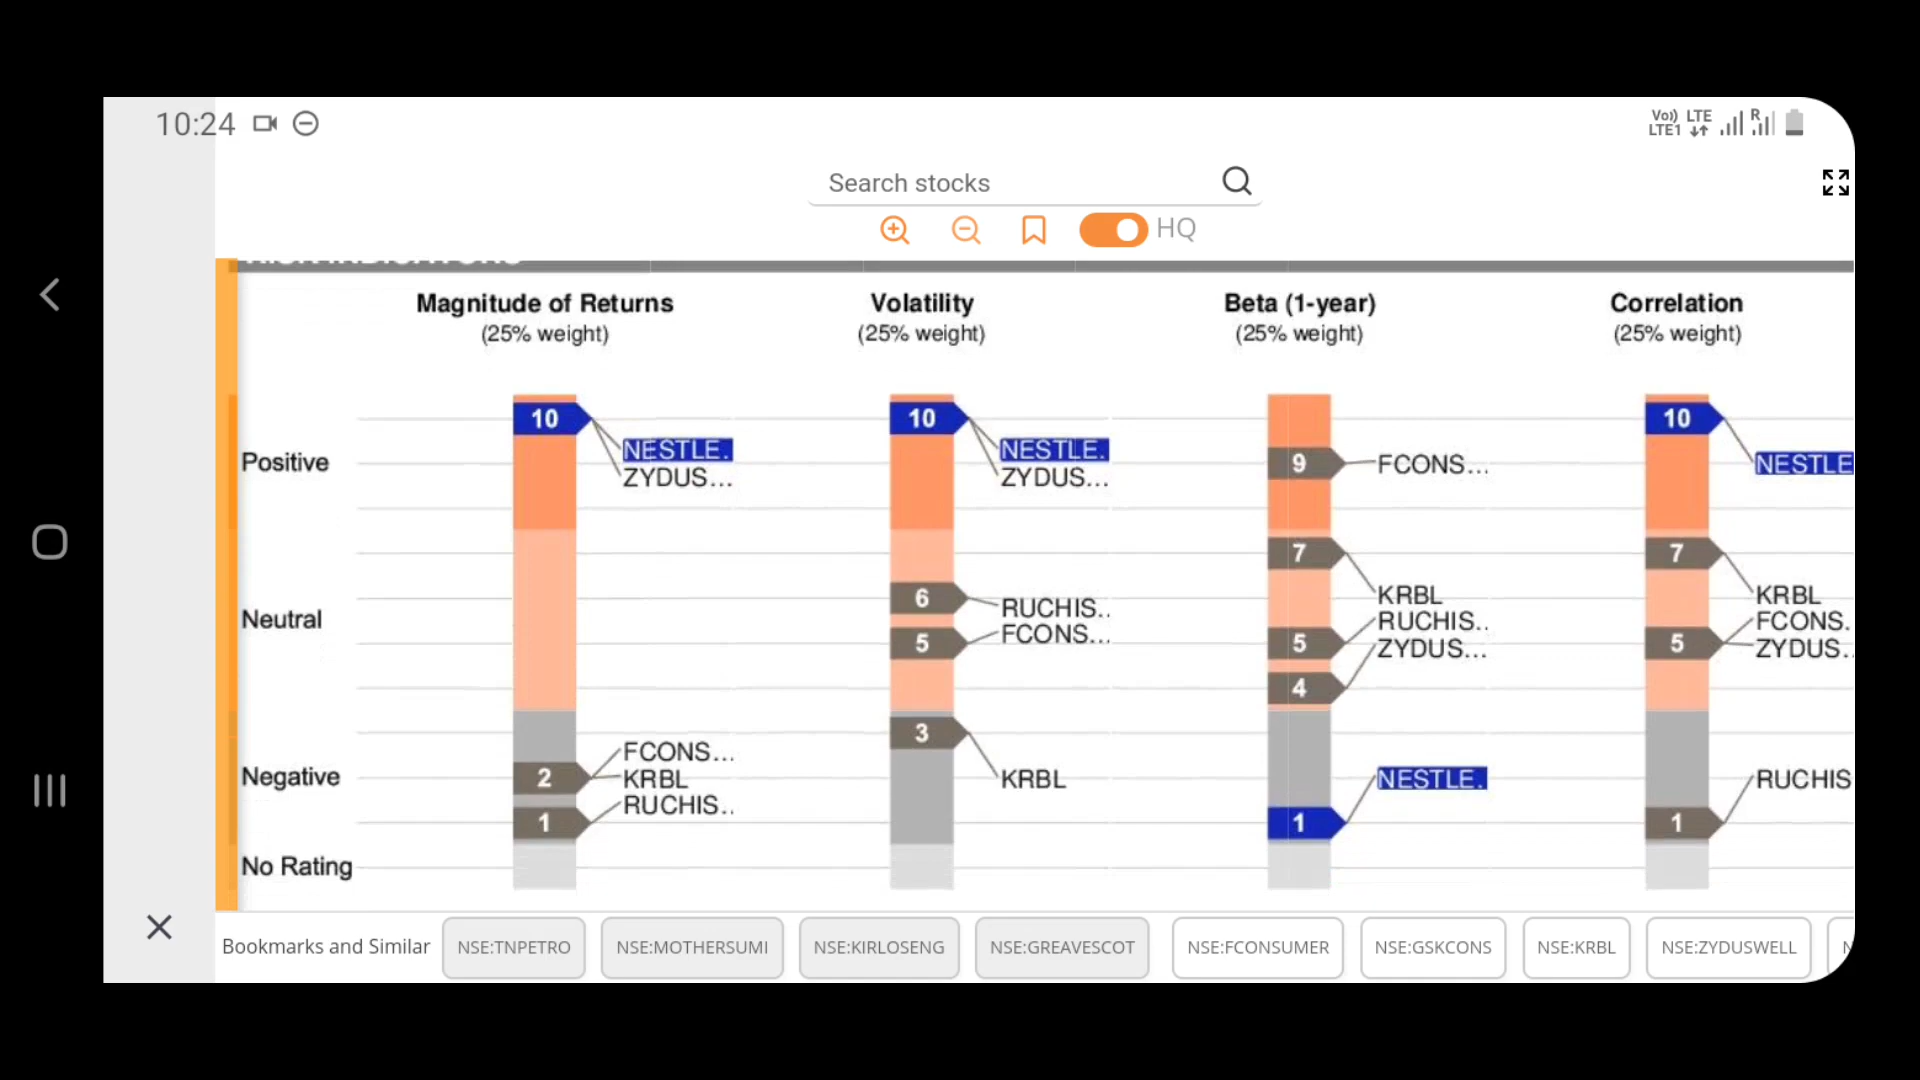 10:24
Vo)) LTE
LTE1
R
Search stocks
HQ
Magnitude of Returns
(25% weight)
Volatility
(25% weight)
Beta (1-year)
(25% weight)
Correlation
(25% weight)
Positive
Neutral
Negative
No Rating
10
NESTLE.
ZYDUS...
2
1
FCONS...
KRBL
RUCHIS..
10
NESTLE.
ZYDUS...
6
RUCHIS..
5
FCONS...
3
KRBL
9
FCONS...
7
KRBL
5
RUCHIS..
4
ZYDUS...
1
NESTLE.
10
NESTLE
7
KRBL
5
FCONS.
ZYDUS..
1
RUCHIS
Bookmarks and Similar
NSE:TNPETRO
NSE:MOTHERSUMI
NSE:KIRLOSENG
NSE:GREAVESCOT
NSE:FCONSUMER
NSE:GSKCONS
NSE:KRBL
NSE:ZYDUSWELL